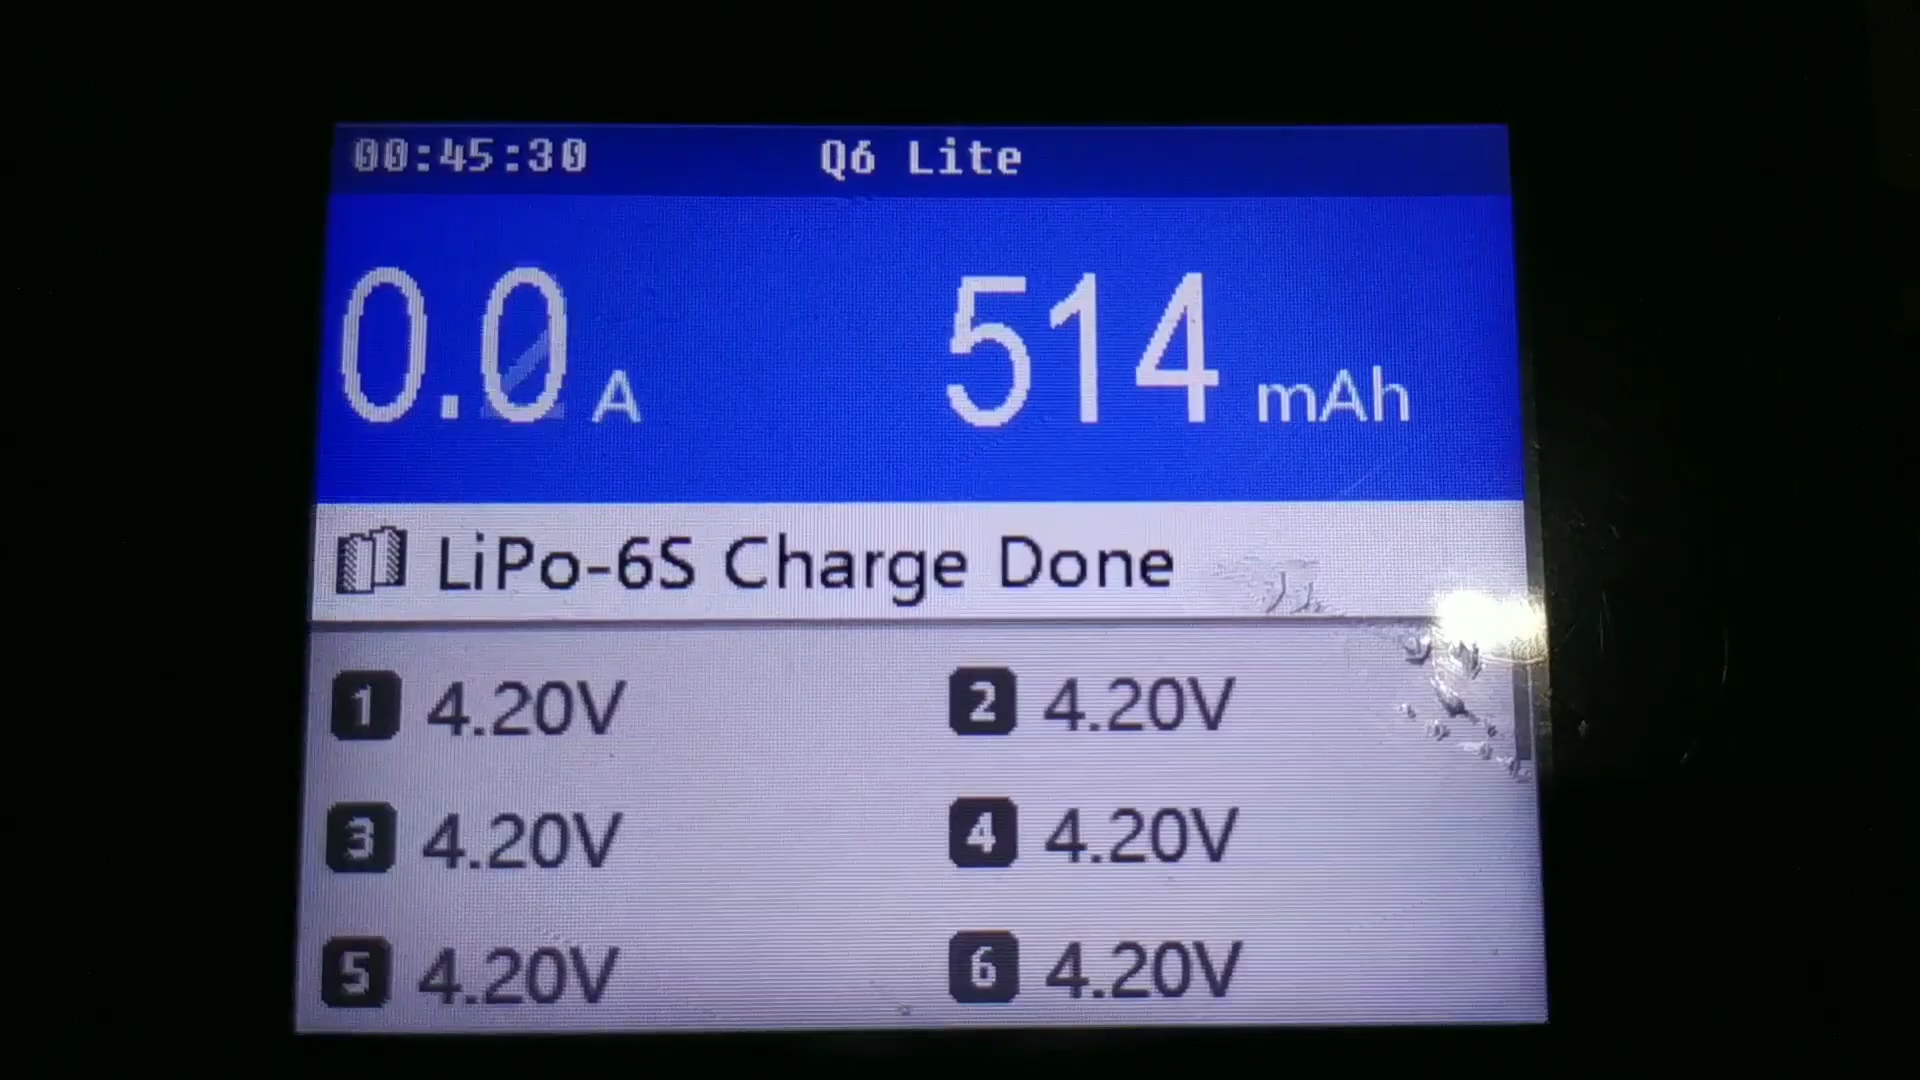 00:45:30 Q6 Lite
0.0 A 514 mAh
LiPo-6S Charge Done
1 4.20V 2 4.20V
3 4.20V 4 4.20V
5 4.20V 6 4.20V